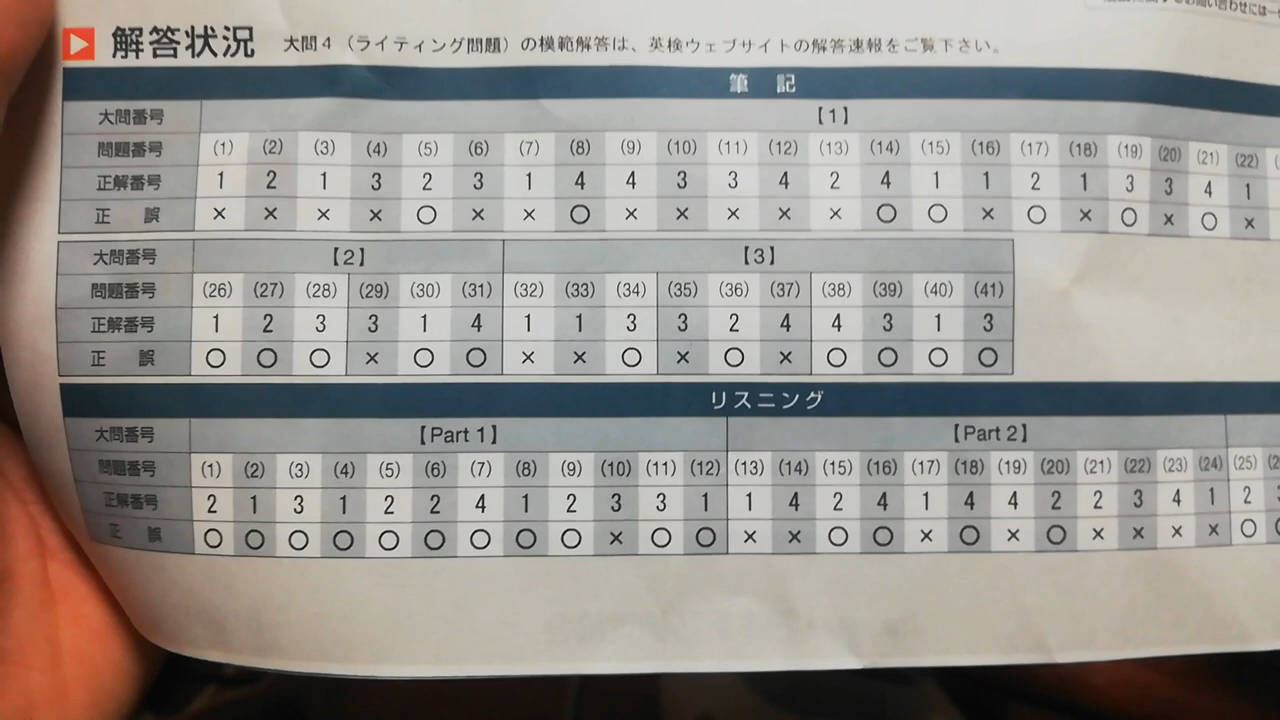 解答状況 大問4（ライティング問題）の模範解答は、英検ウェブサイトの解答速報をご覧下さい。
筆 記
大問番号 【1】
問題番号 (1) (2) (3) (4) (5) (6) (7) (8) (9) (10) (11) (12) (13) (14) (15) (16) (17) (18) (19) (20) (21) (22)
正解番号 1 2 1 3 2 3 1 4 4 3 3 4 2 4 1 1 2 1 3 3 4 1
正 誤 × × × × ○ × × ○ × × × × × ○ ○ × ○ × ○ × ○ ×
大問番号 【2】 【3】
問題番号 (26) (27) (28) (29) (30) (31) (32) (33) (34) (35) (36) (37) (38) (39) (40) (41)
正解番号 1 2 3 3 1 4 1 1 3 3 2 4 4 3 1 3
正 誤 ○ ○ ○ × ○ ○ × × ○ × ○ × ○ ○ ○ ○
リスニング
大問番号 【Part 1】 【Part 2】
問題番号 (1) (2) (3) (4) (5) (6) (7) (8) (9) (10) (11) (12) (13) (14) (15) (16) (17) (18) (19) (20) (21) (22) (23) (24) (25)
正解番号 2 1 3 1 2 2 4 1 2 3 3 1 1 4 2 4 1 4 4 2 2 3 4 1 2
正 誤 ○ ○ ○ ○ ○ ○ ○ ○ ○ × ○ ○ × × ○ ○ × ○ × ○ × × × × ○